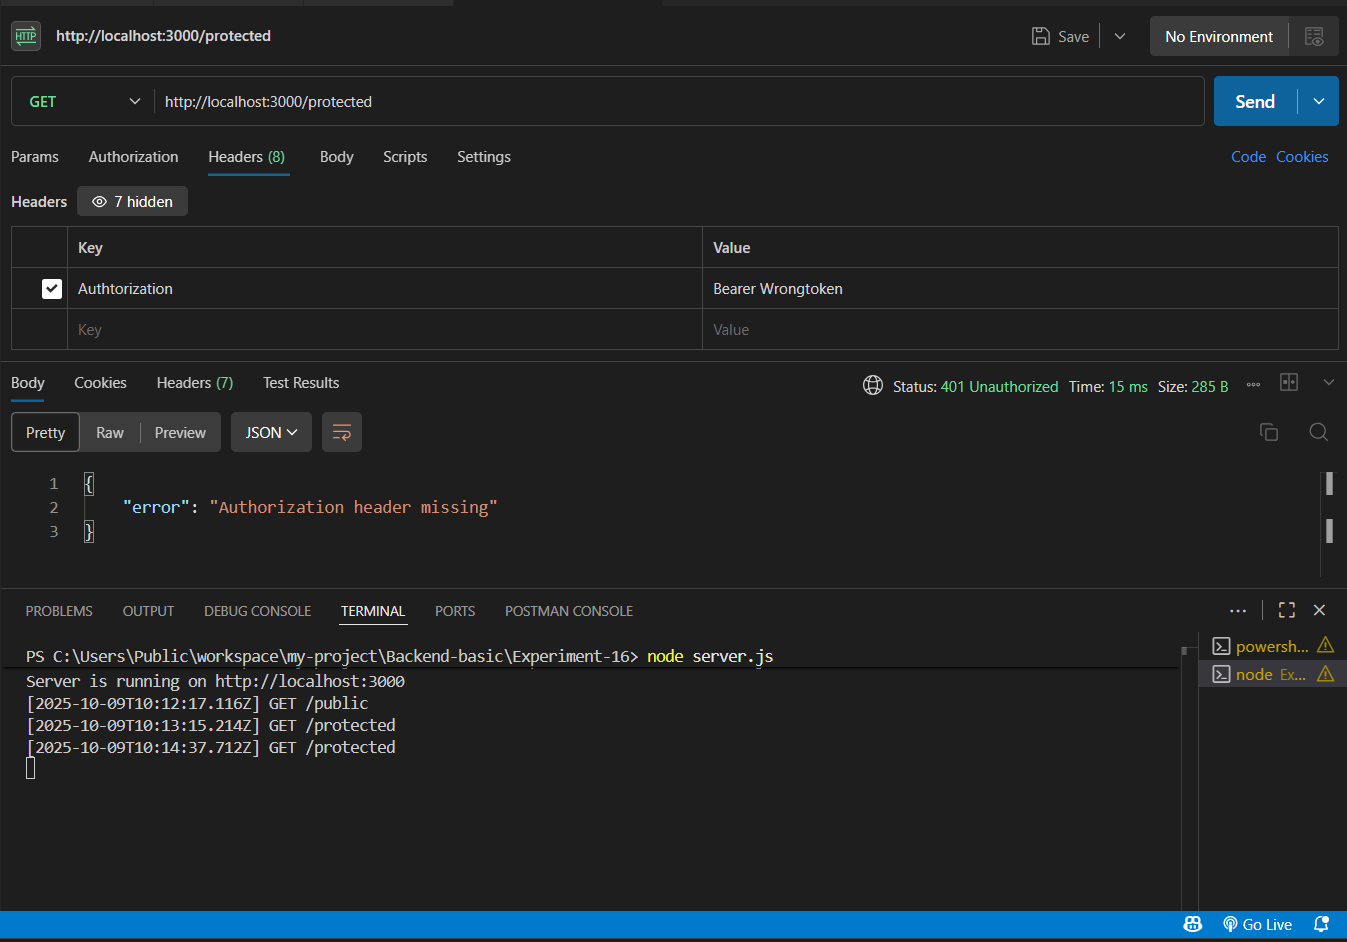 HTTP http://localhost:3000/protected Save No Environment
GET http://localhost:3000/protected Send
Params Authorization Headers (8) Body Scripts Settings Code Cookies
Headers 7 hidden
Key Value
Authtorization Bearer Wrongtoken
Key Value
Body Cookies Headers (7) Test Results Status: 401 Unauthorized Time: 15 ms Size: 285 B
Pretty Raw Preview JSON
1 {
2 "error": "Authorization header missing"
3 }
PROBLEMS OUTPUT DEBUG CONSOLE TERMINAL PORTS POSTMAN CONSOLE
PS C:\Users\Public\workspace\my-project\Backend-basic\Experiment-16> node server.js
Server is running on http://localhost:3000
[2025-10-09T10:12:17.116Z] GET /public
[2025-10-09T10:13:15.214Z] GET /protected
[2025-10-09T10:14:37.712Z] GET /protected
powersh...
node Ex...
Go Live